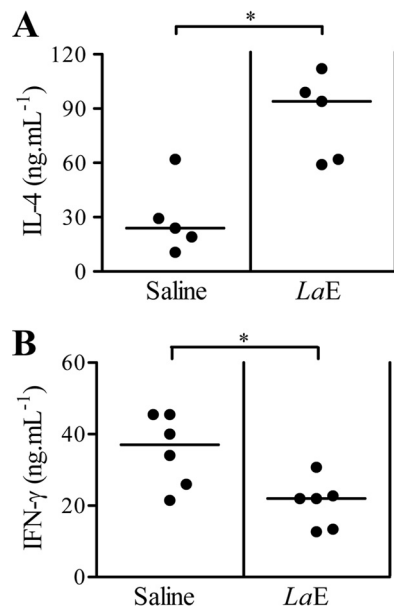 A
*
IL-4 (ng.mL⁻¹)
120
90
60
30
0
Saline LaE
B
*
IFN-γ (ng.mL⁻¹)
60
40
20
0
Saline LaE